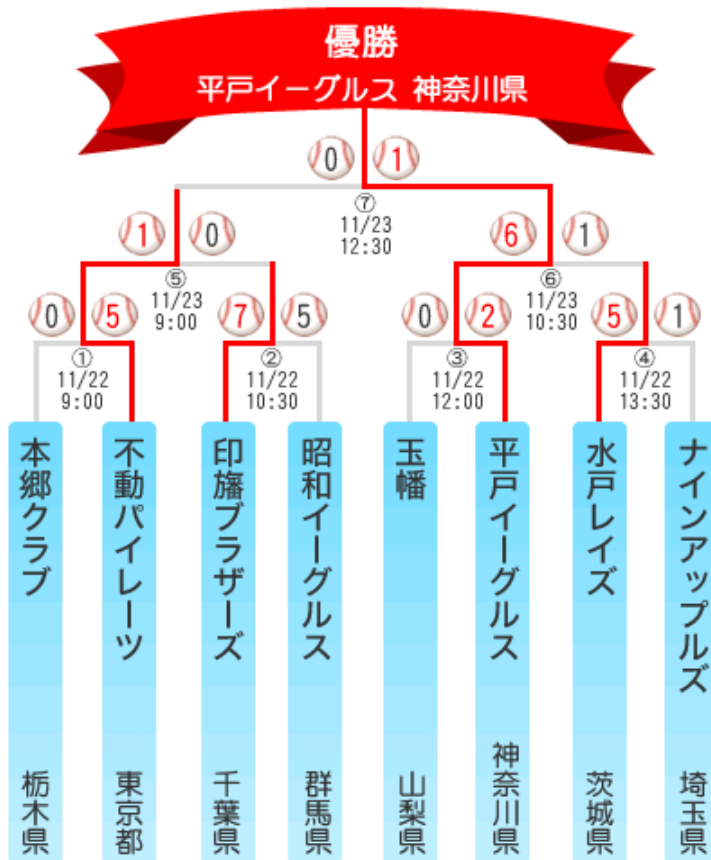 優勝
平戸イーグルス 神奈川県
0 1
⑦
11/23
12:30
1 0
⑤
11/23
9:00
6 1
⑥
11/23
10:30
0 5
①
11/22
9:00
7 5
②
11/22
10:30
0 2
③
11/22
12:00
5 1
④
11/22
13:30
本郷クラブ
栃木県
不動パイレーツ
東京都
印旛ブラザーズ
千葉県
昭和イーグルス
群馬県
玉幡
山梨県
平戸イーグルス
神奈川県
水戸レイズ
茨城県
ナインアップルズ
埼玉県